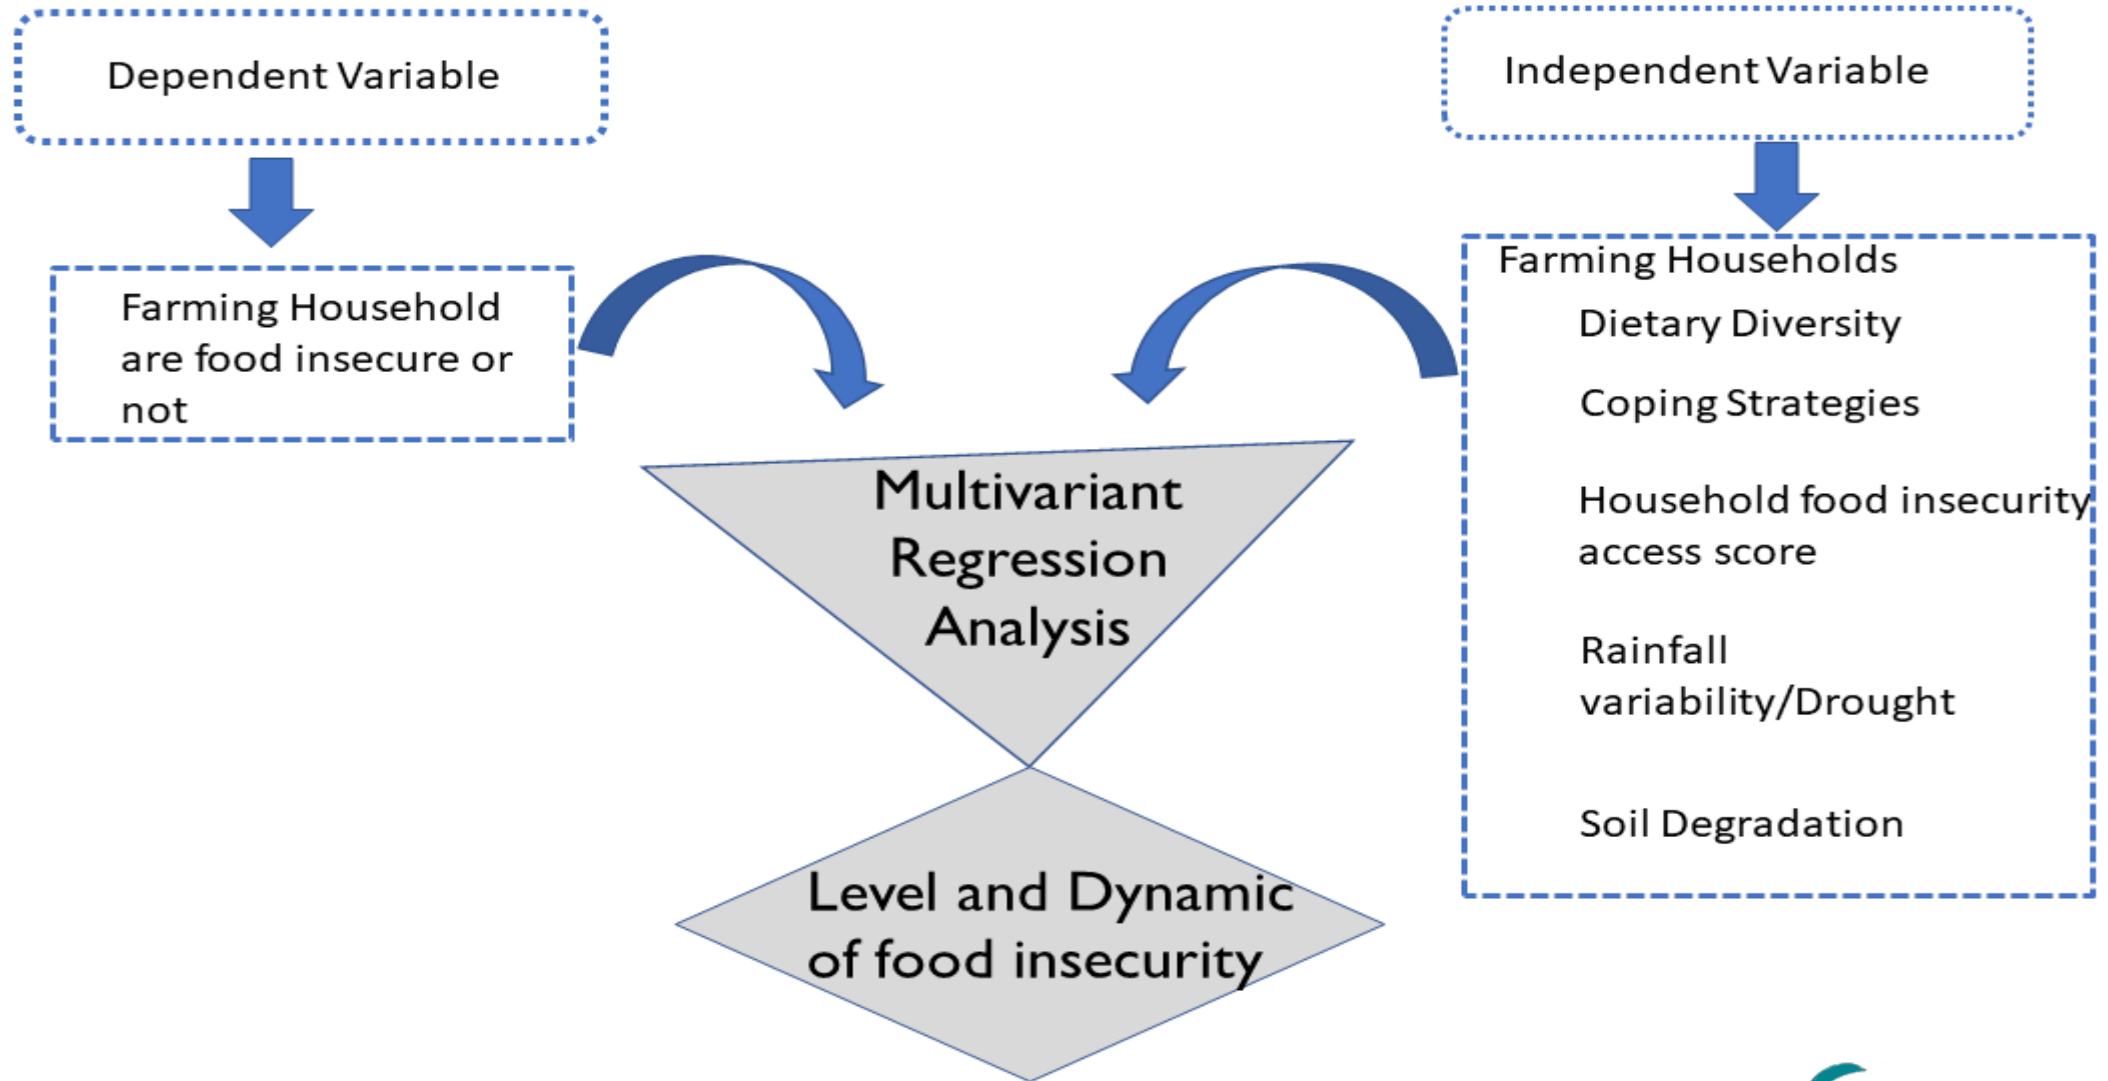 Dependent Variable
Independent Variable
Farming Household
are food insecure or
not
Farming Households
Dietary Diversity
Coping Strategies
Household food insecurity
access score
Rainfall
variability/Drought
Soil Degradation
Multivariant
Regression
Analysis
Level and Dynamic
of food insecurity